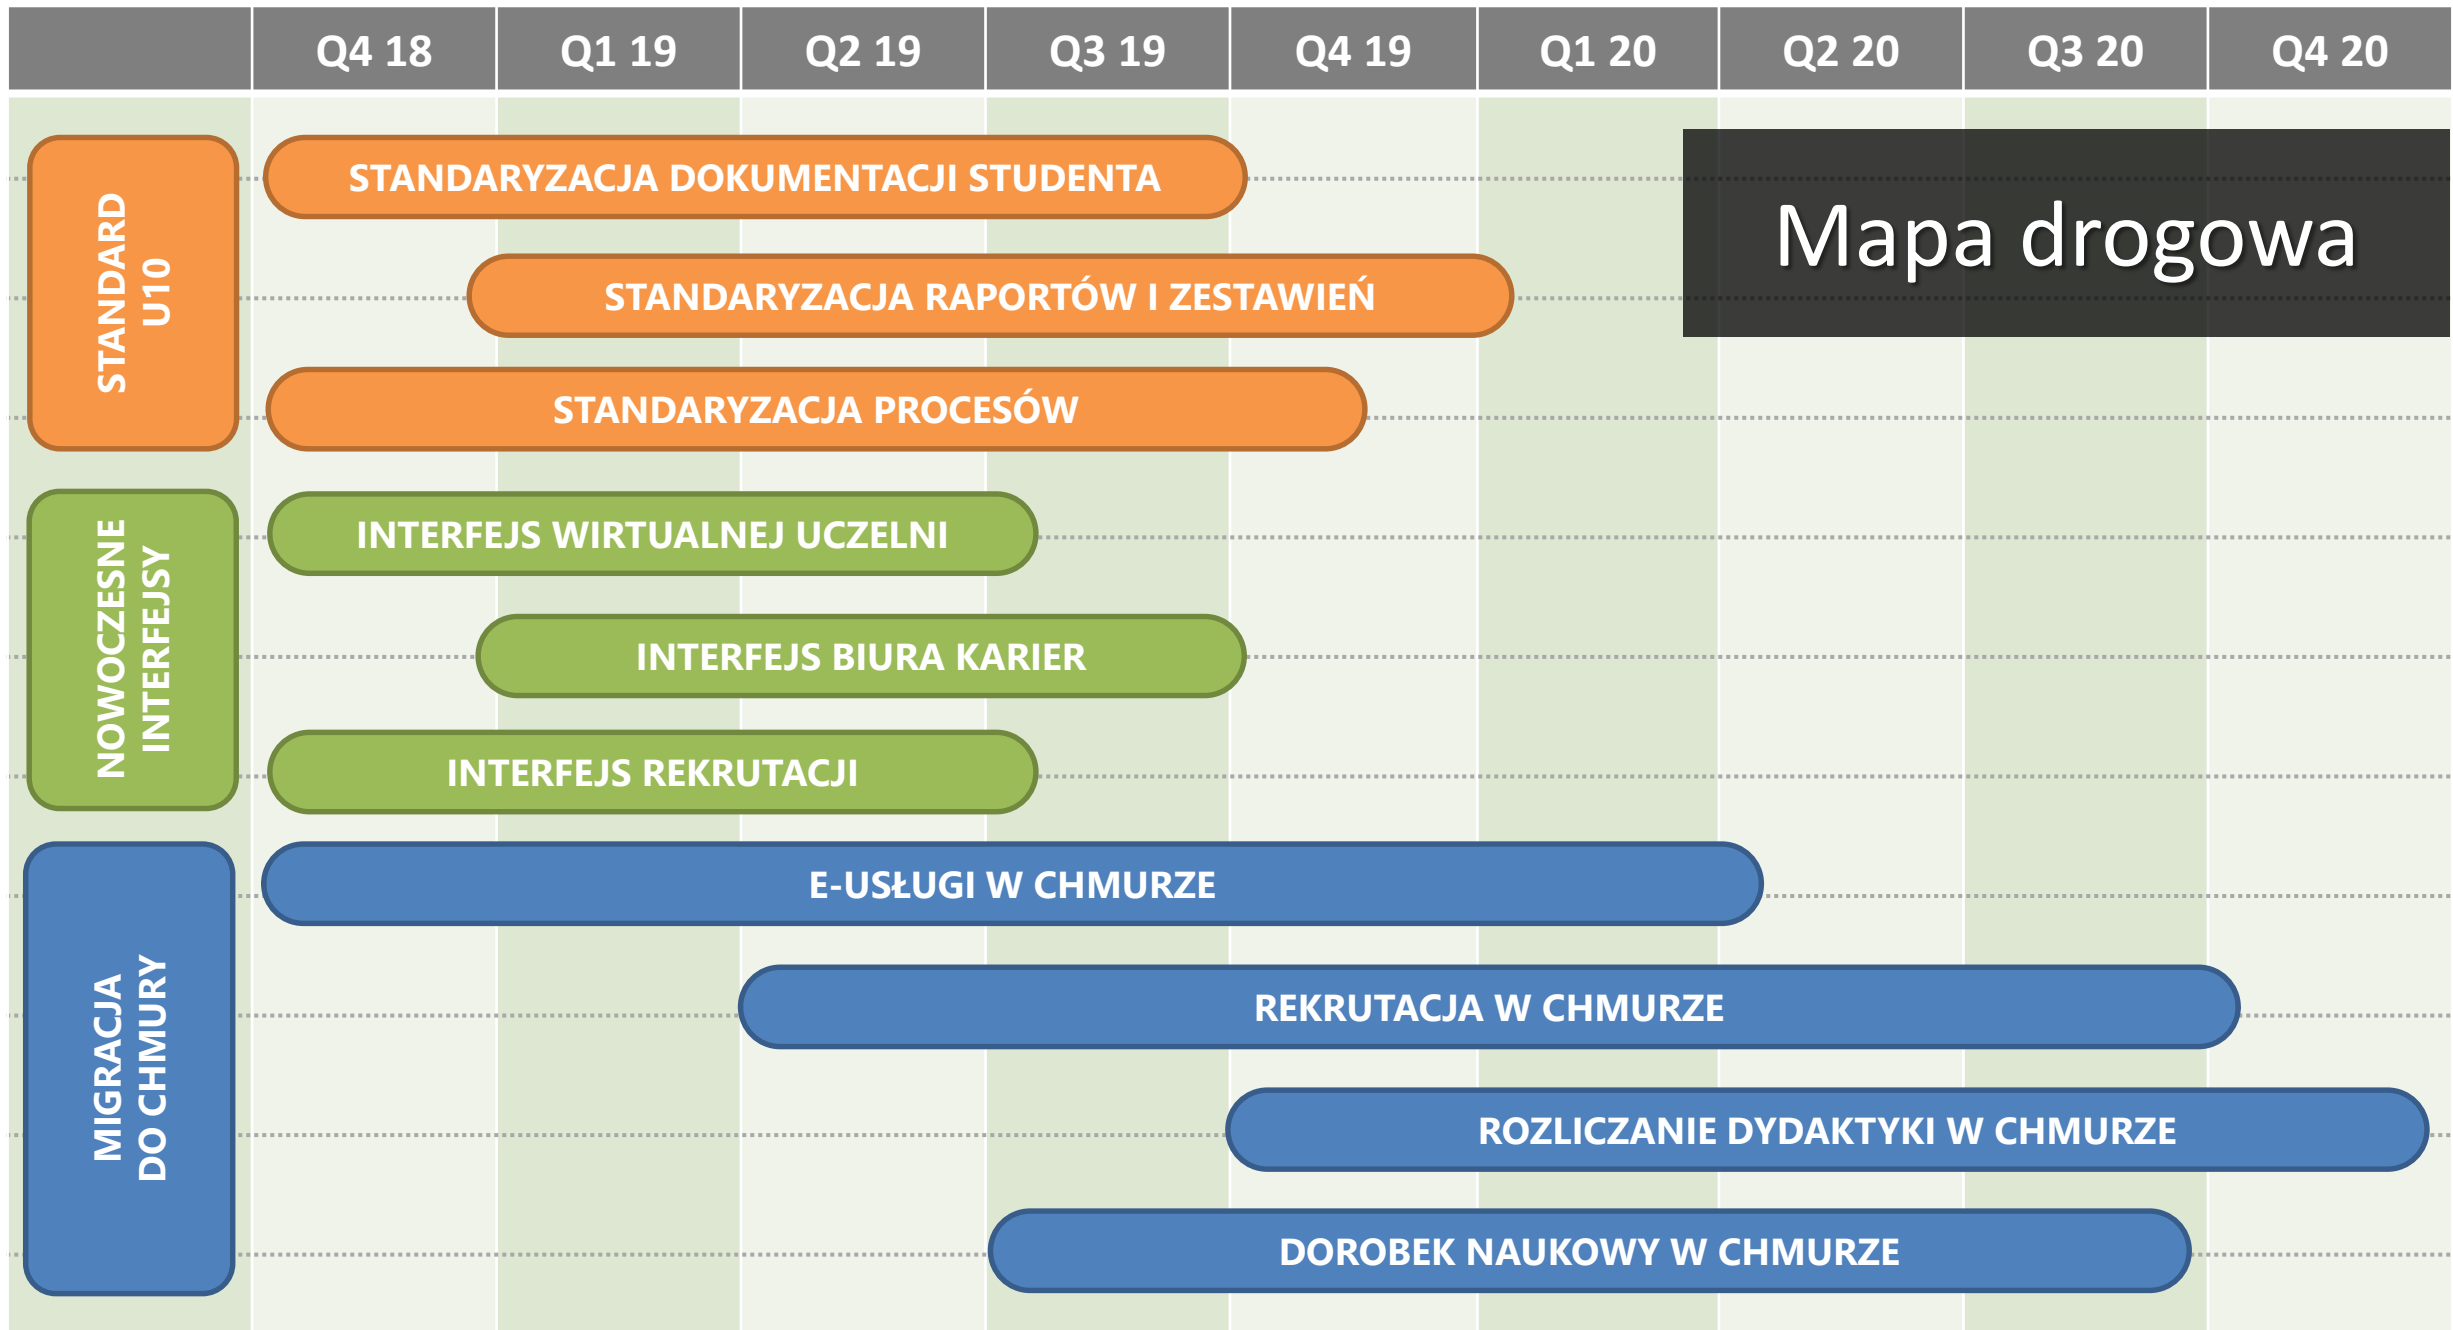 Q4 18
Q1 19
Q2 19
Q3 19
Q4 19
Q1 20
Q2 20
Q3 20
Q4 20
Mapa drogowa
STANDARD
U10
STANDARYZACJA DOKUMENTACJI STUDENTA
STANDARYZACJA RAPORTÓW I ZESTAWIEŃ
STANDARYZACJA PROCESÓW
NOWOCZESNE
INTERFEJSY
INTERFEJS WIRTUALNEJ UCZELNI
INTERFEJS BIURA KARIER
INTERFEJS REKRUTACJI
MIGRACJA
DO CHMURY
E-USŁUGI W CHMURZE
REKRUTACJA W CHMURZE
ROZLICZANIE DYDAKTYKI W CHMURZE
DOROBEK NAUKOWY W CHMURZE